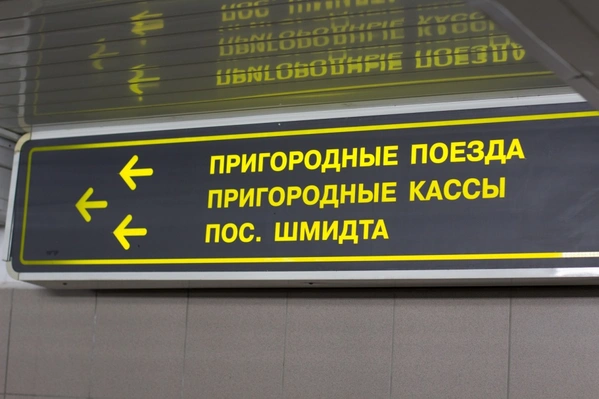 ПРИГОРОДНЫЕ ПОЕЗДА
ПРИГОРОДНЫЕ КАССЫ
ПОС. ШМИДТА